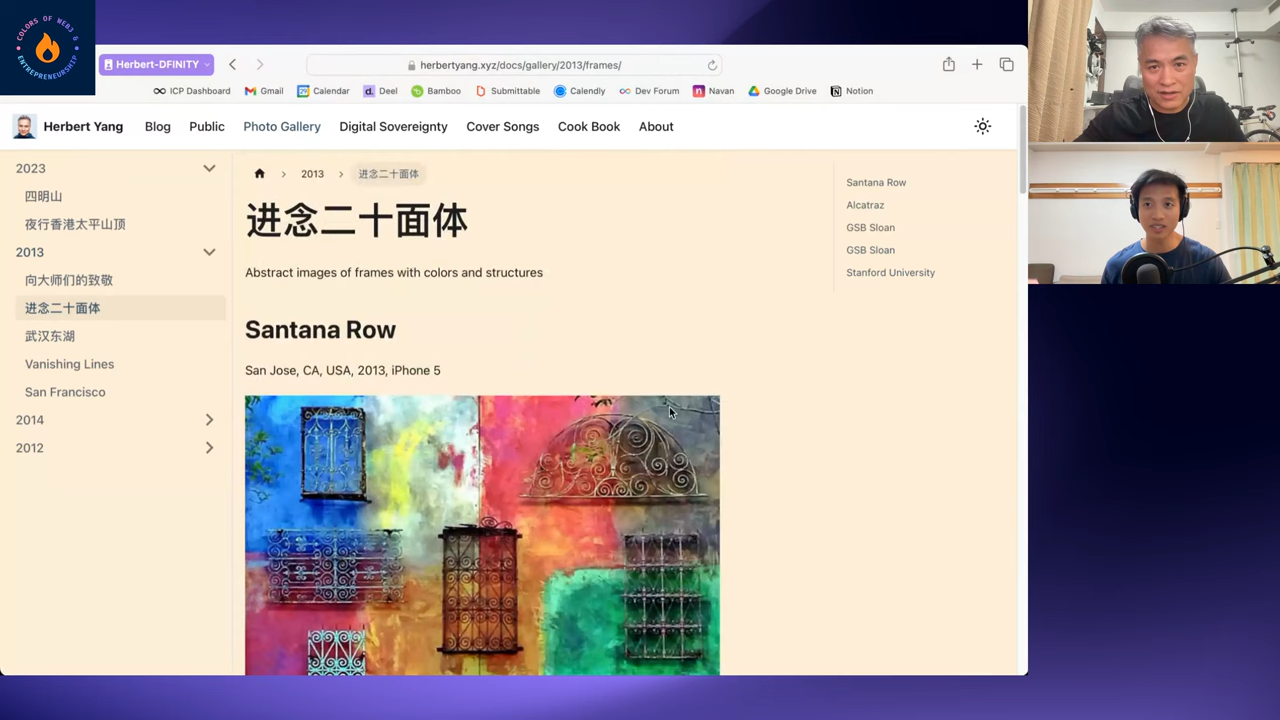 COLORS OF WEB3 &
ENTREPRENEURSHIP
Herbert-DFINITY
herbertyang.xyz/docs/gallery/2013/frames/
ICP Dashboard
Gmail
Calendar
Deel
Bamboo
Submittable
Calendly
Dev Forum
Navan
Google Drive
Notion
Herbert Yang
Blog
Public
Photo Gallery
Digital Sovereignty
Cover Songs
Cook Book
About
2023
四明山
夜行香港太平山顶
2013
向大师们的致敬
进念二十面体
武汉东湖
Vanishing Lines
San Francisco
2014
2012
2013
进念二十面体
进念二十面体
Abstract images of frames with colors and structures
Santana Row
San Jose, CA, USA, 2013, iPhone 5
Santana Row
Alcatraz
GSB Sloan
GSB Sloan
Stanford University